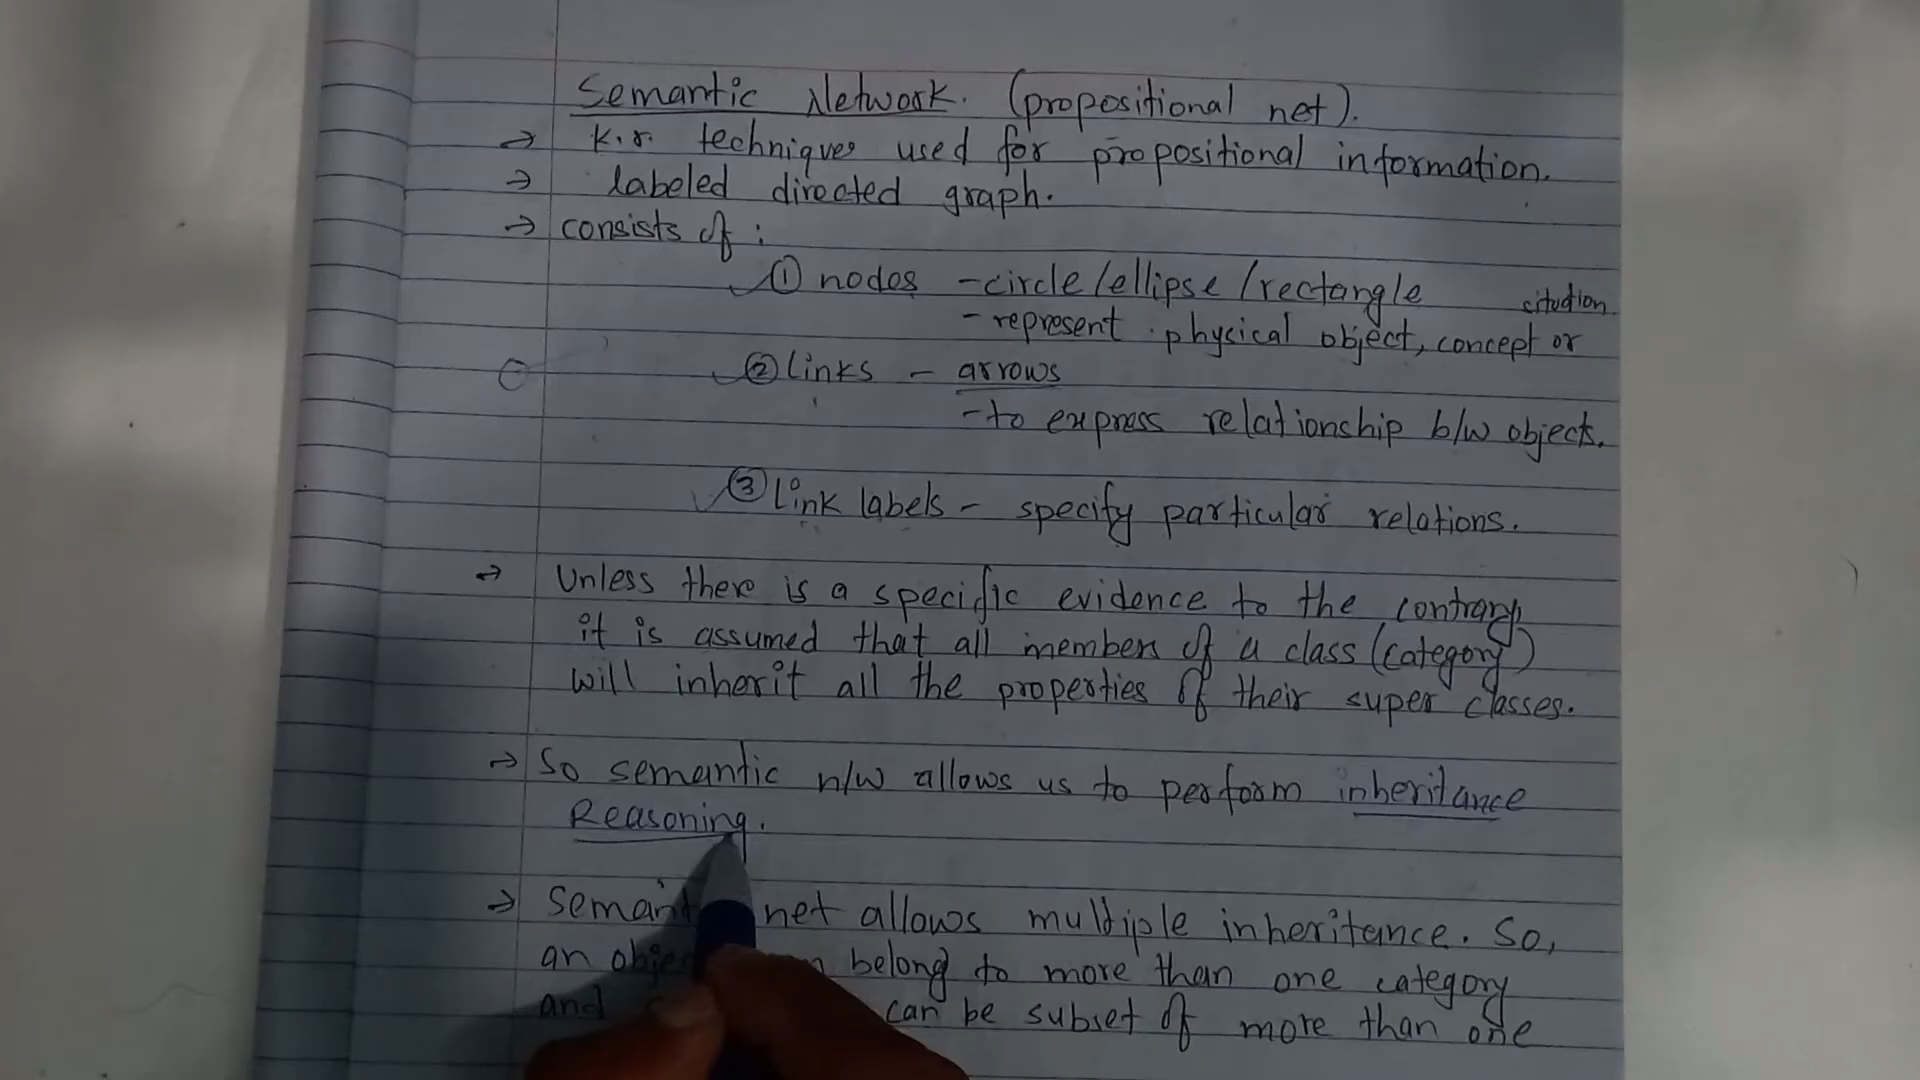 Semantic Network. (propositional net).
→ K.r. techniques used for propositional information.
→ labeled directed graph.
→ consists of :
① nodes - circle/ellipse/rectangle
citudion
- represent physical object, concept or
② links - arrows
- to express relationship b/w objects.
③ Link labels - specify particular relations.
→ Unless there is a specific evidence to the contrary,
it is assumed that all members of a class (category)
will inherit all the properties of their super classes.
→ So semantic n/w allows us to perform inheritance
Reasoning.
→ Semant net allows multiple inheritance. So,
an obje n belong to more than one category
and can be subset of more than one